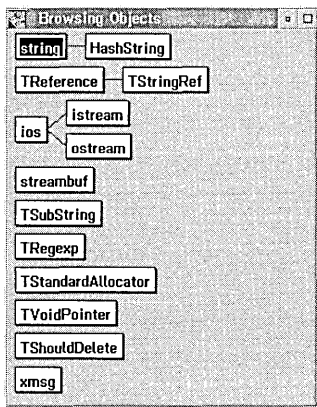 Browsing Objects
string HashString
TReference TStringRef
istream
ios
ostream
streambuf
TSubString
TRegexp
TStandardAllocator
TVoidPointer
TShouldDelete
xmsg